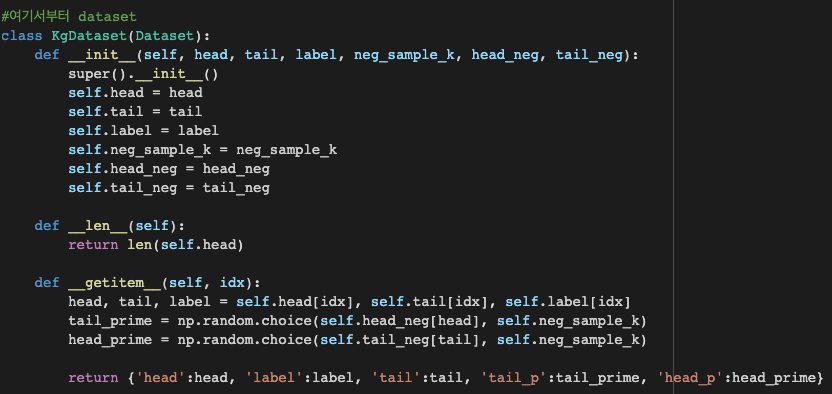 #여기서부터 dataset
class KgDataset(Dataset):
    def __init__(self, head, tail, label, neg_sample_k, head_neg, tail_neg):
        super().__init__()
        self.head = head
        self.tail = tail
        self.label = label
        self.neg_sample_k = neg_sample_k
        self.head_neg = head_neg
        self.tail_neg = tail_neg

    def __len__(self):
        return len(self.head)

    def __getitem__(self, idx):
        head, tail, label = self.head[idx], self.tail[idx], self.label[idx]
        tail_prime = np.random.choice(self.head_neg[head], self.neg_sample_k)
        head_prime = np.random.choice(self.tail_neg[tail], self.neg_sample_k)

        return {'head':head, 'label':label, 'tail':tail, 'tail_p':tail_prime, 'head_p':head_prime}